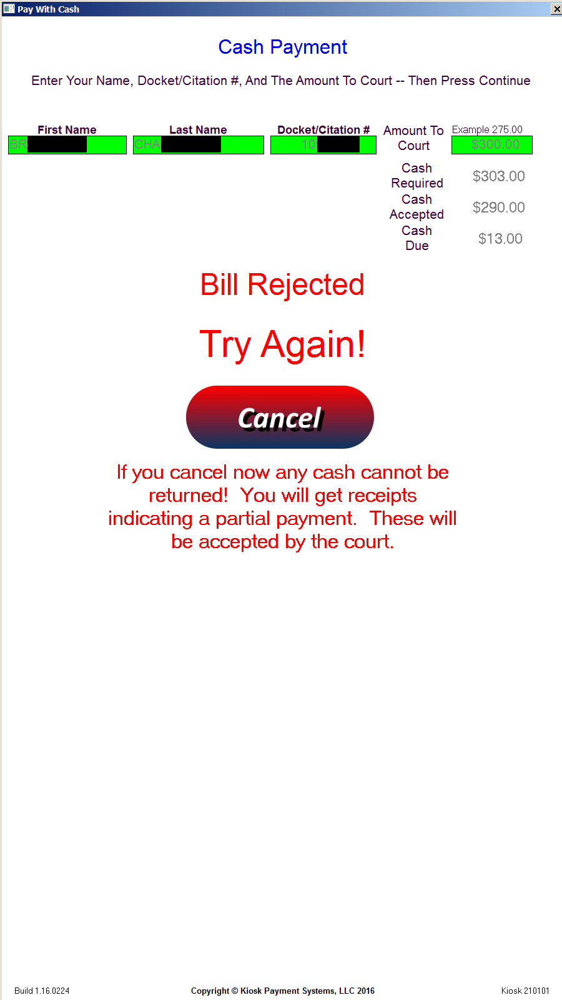 Pay With Cash
Cash Payment
Enter Your Name, Docket/Citation #, And The Amount To Court -- Then Press Continue
First Name
Last Name
Docket/Citation #
Amount To
Court
Example 275.00
BR
CHA
10
$300.00
Cash
Required
$303.00
Cash
Accepted
$290.00
Cash
Due
$13.00
Bill Rejected
Try Again!
Cancel
If you cancel now any cash cannot be
returned!  You will get receipts
indicating a partial payment.  These will
be accepted by the court.
Build 1.16.0224
Copyright © Kiosk Payment Systems, LLC 2016
Kiosk 210101